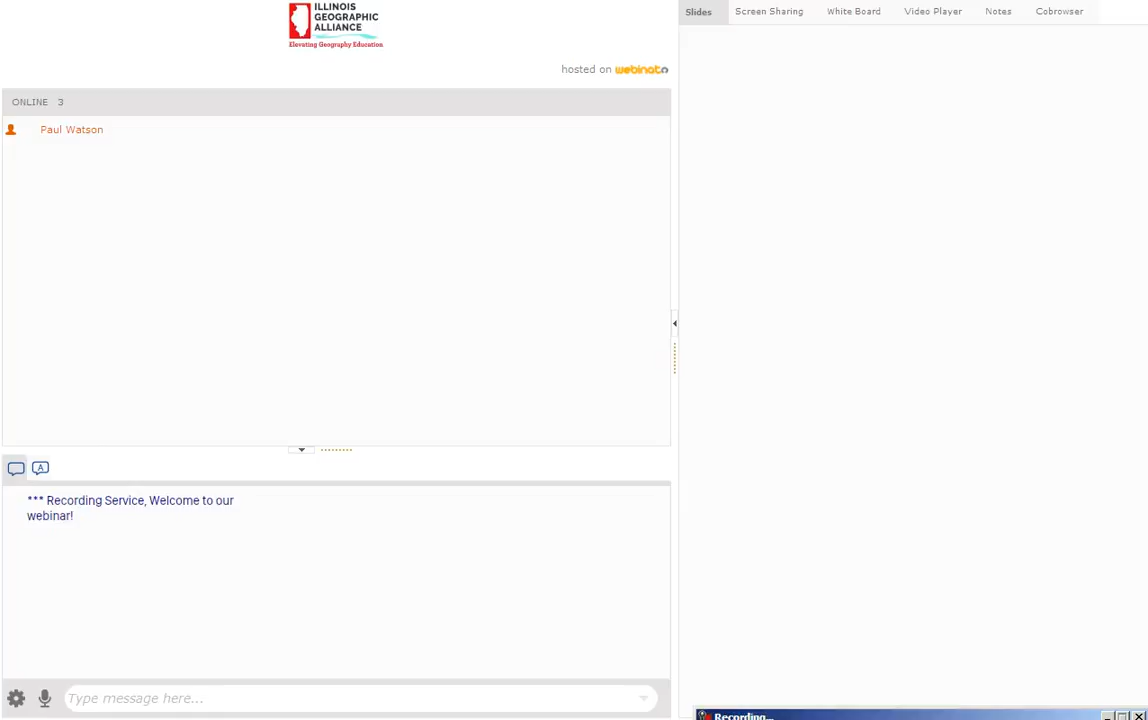 ILLINOIS
GEOGRAPHIC
ALLIANCE
Elevating Geography Education
hosted on webinato
ONLINE 3
Paul Watson
A
*** Recording Service, Welcome to our
webinar!
Type message here...
Slides Screen Sharing White Board Video Player Notes Cobrowser
Recording...